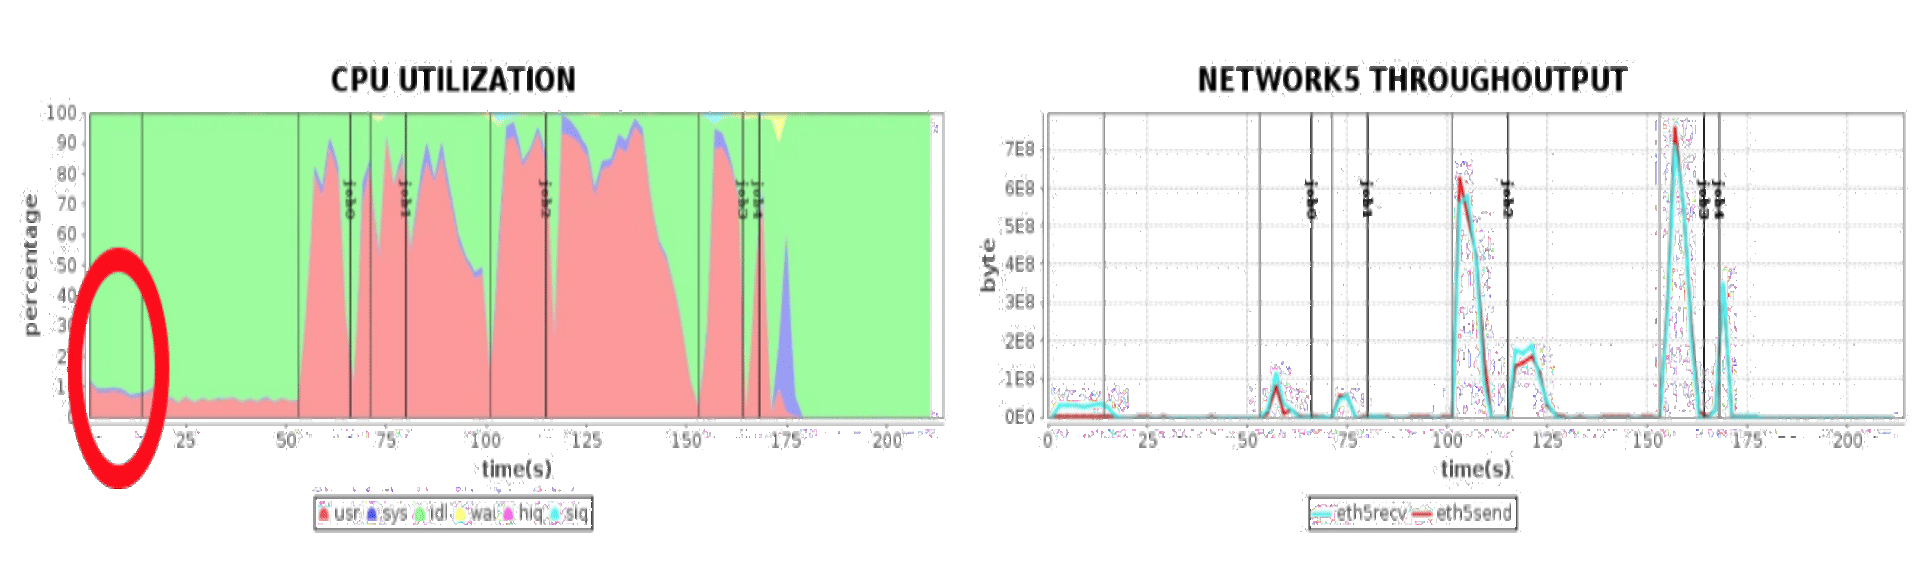 CPU UTILIZATION
NETWORK5 THROUGHOUTPUT
percentage
100
90
80
70
60
50
40
30
2
1
25
50
75
100
125
150
175
200
job0
job1
job2
job3
job4
time(s)
usr sys idl wai hiq siq
byte
7E8
6E8
5E8
4E8
3E8
2E8
1E8
0E0
0
25
50
75
100
125
150
175
200
job0
job1
job2
job3
job4
time(s)
eth5recv eth5send